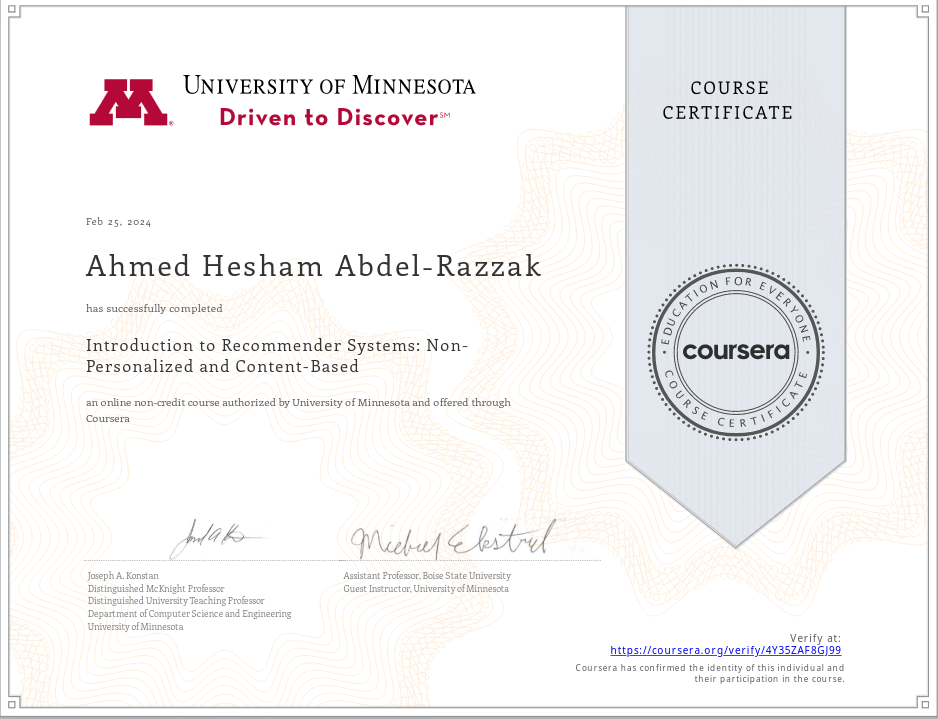 UNIVERSITY OF MINNESOTA
Driven to Discover℠
COURSE
CERTIFICATE
Feb 25, 2024
Ahmed Hesham Abdel-Razzak
has successfully completed
Introduction to Recommender Systems: Non-
Personalized and Content-Based
an online non-credit course authorized by University of Minnesota and offered through
Coursera
EDUCATION FOR EVERYONE
coursera
COURSE CERTIFICATE
Michael Ekstrand
Joseph A. Konstan
Distinguished McKnight Professor
Distinguished University Teaching Professor
Department of Computer Science and Engineering
University of Minnesota
Assistant Professor, Boise State University
Guest Instructor, University of Minnesota
Verify at:
https://coursera.org/verify/4Y35ZAF8GJ99
Coursera has confirmed the identity of this individual and
their participation in the course.